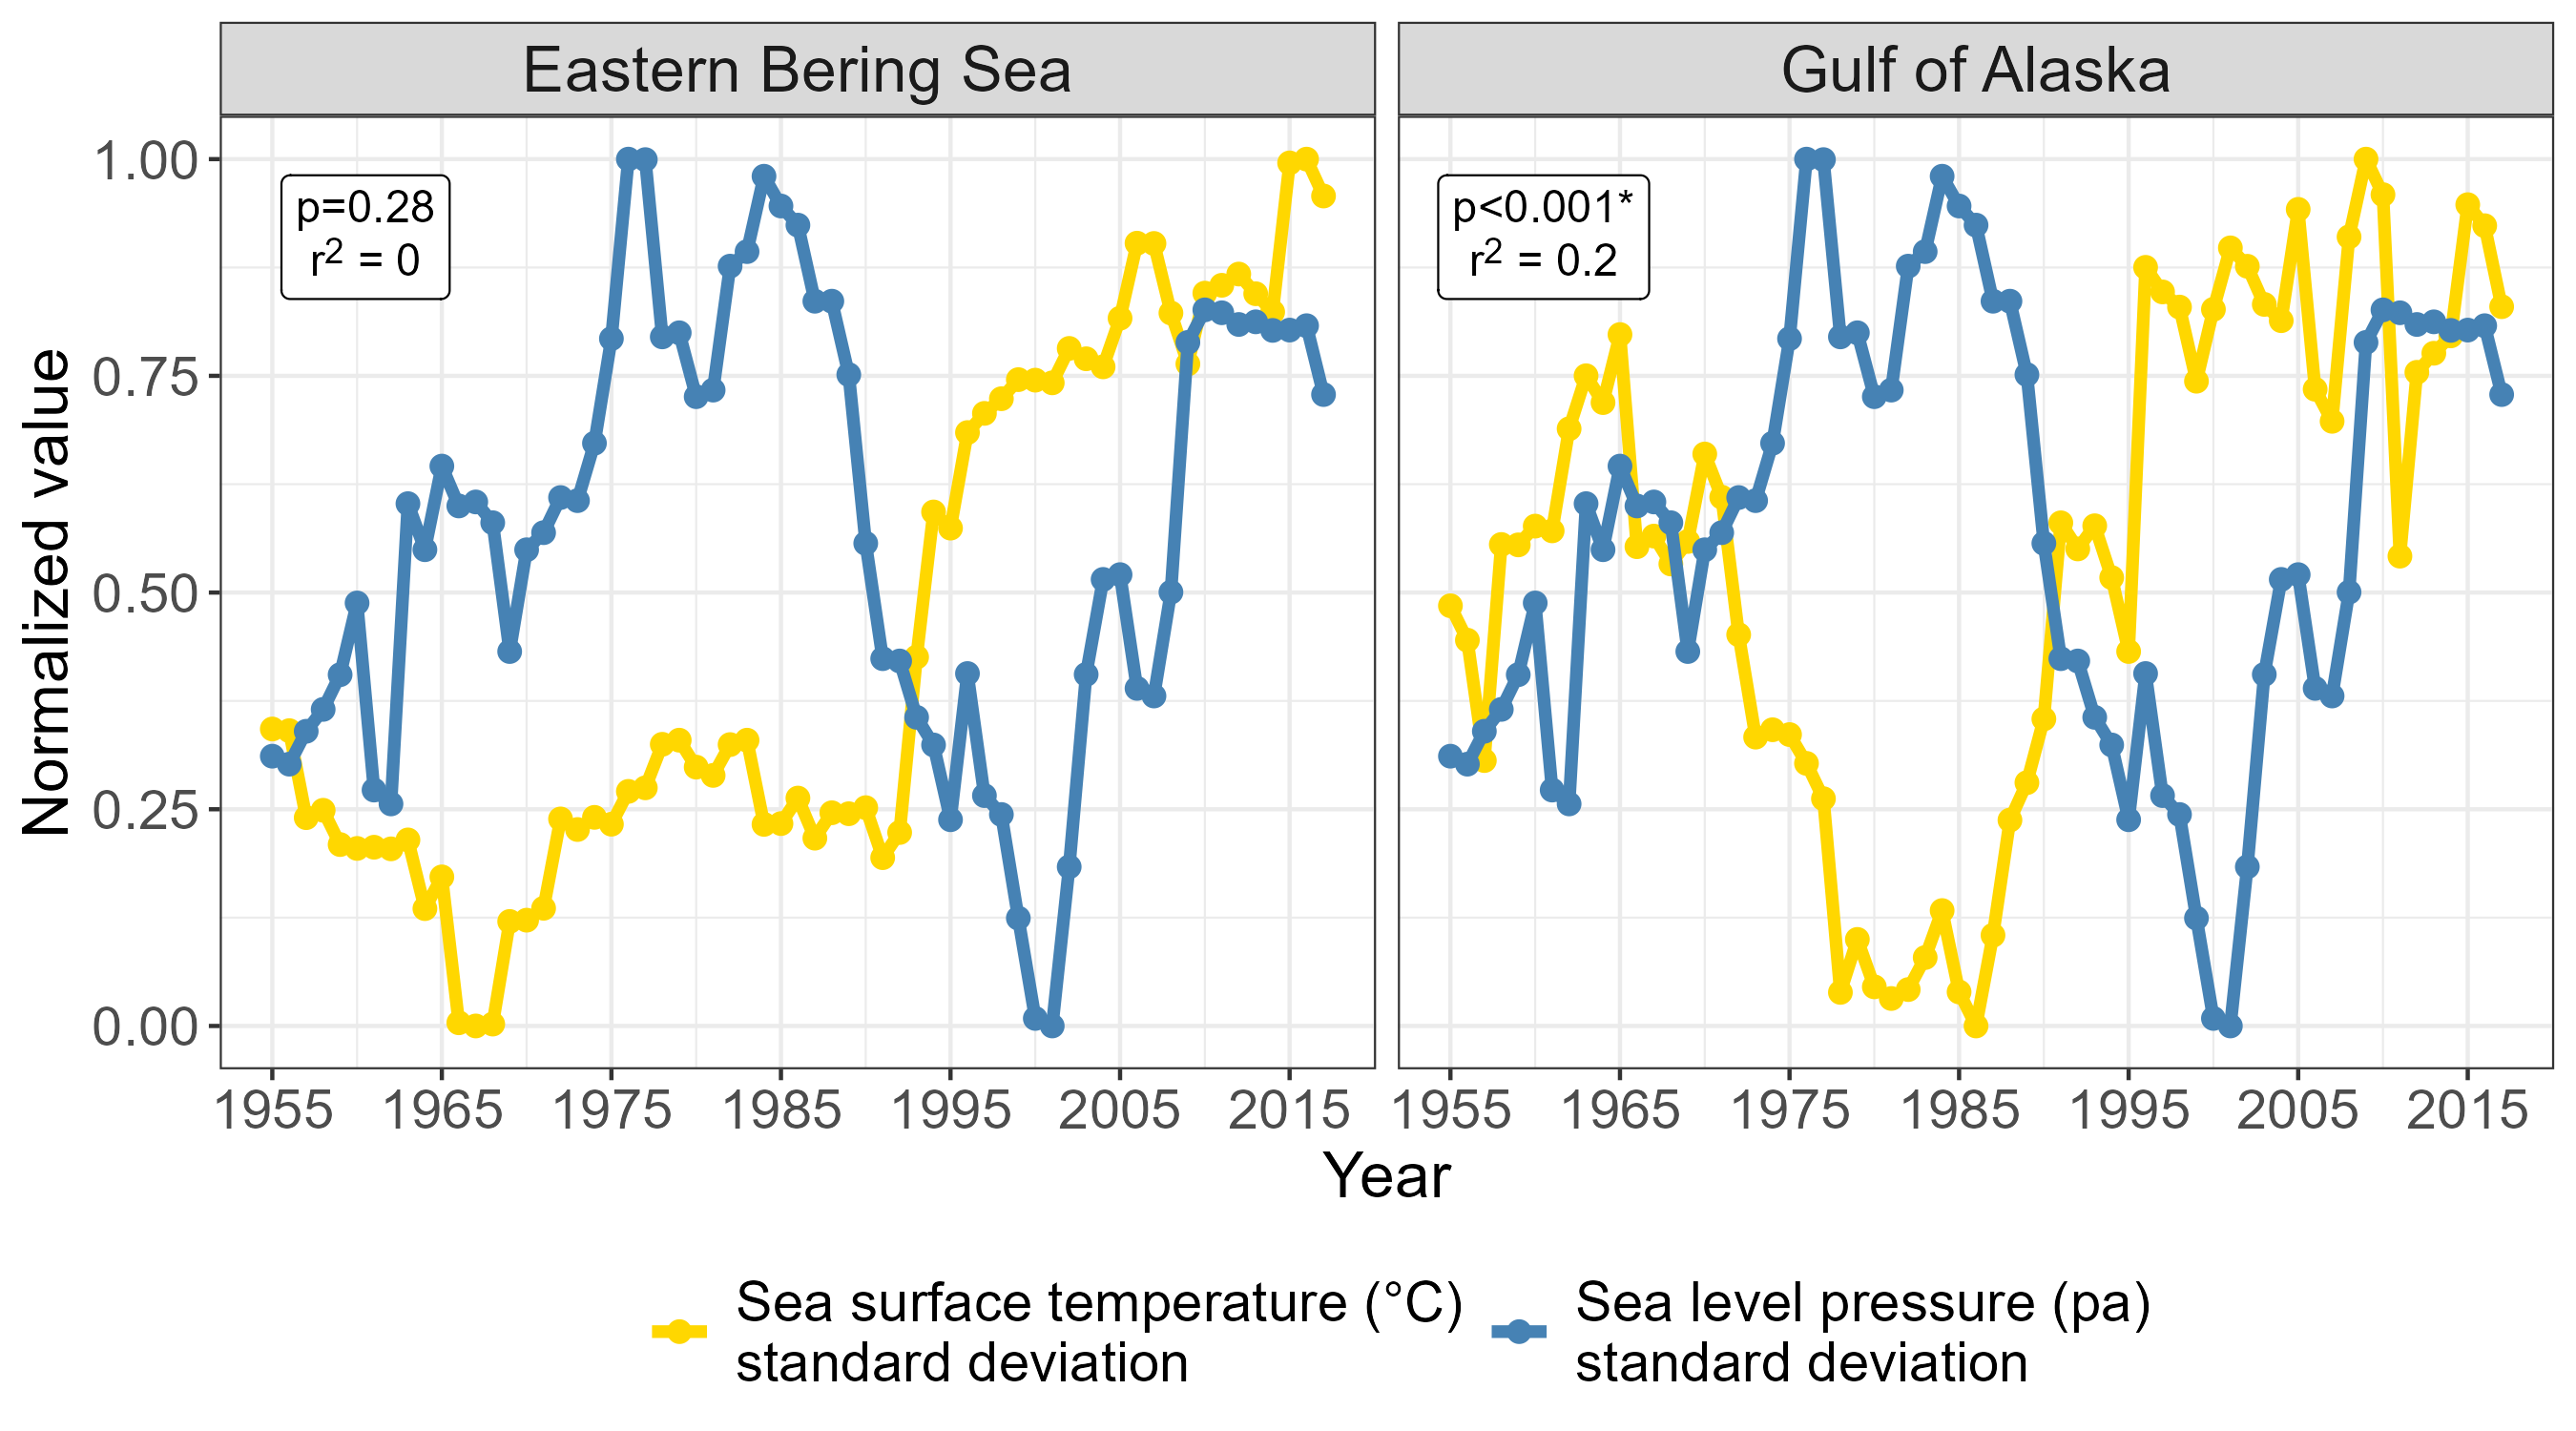 Eastern Bering Sea
Gulf of Alaska
Normalized value
1.00
0.75
0.50
0.25
0.00
p=0.28
r² = 0
p<0.001*
r² = 0.2
1955 1965 1975 1985 1995 2005 2015
1955 1965 1975 1985 1995 2005 2015
Year
Sea surface temperature (°C)
standard deviation
Sea level pressure (pa)
standard deviation